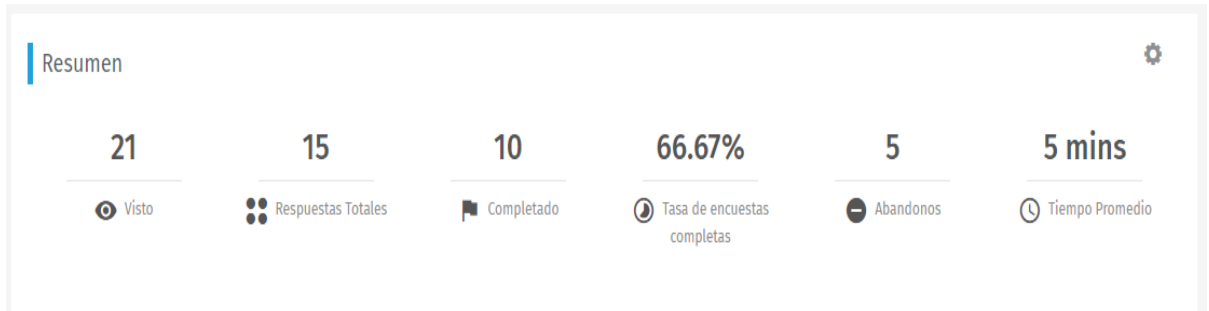 Resumen
21
15
10
66.67%
5
5 mins
Visto
Respuestas Totales
Completado
Tasa de encuestas
completas
Abandonos
Tiempo Promedio